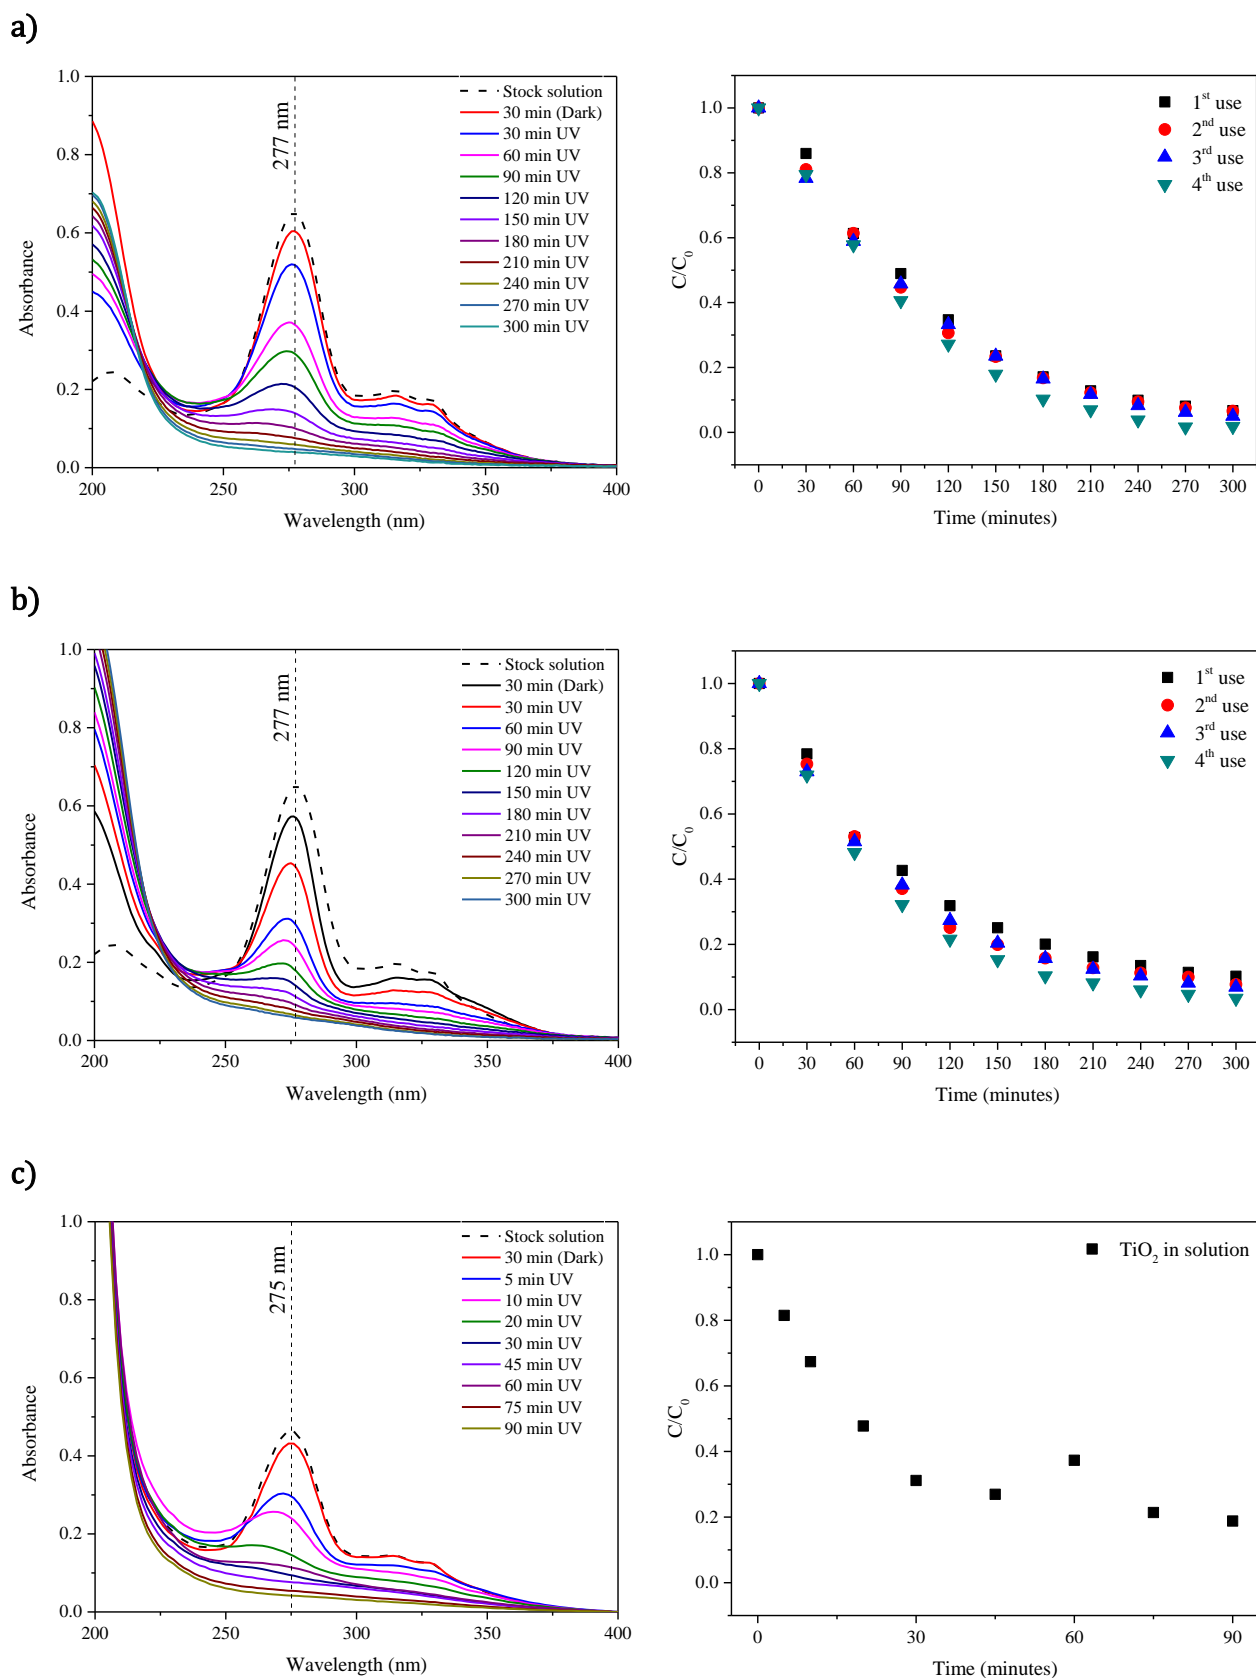 a)
277 nm
Stock solution
30 min (Dark)
30 min UV
60 min UV
90 min UV
120 min UV
150 min UV
180 min UV
210 min UV
240 min UV
270 min UV
300 min UV
1.0
0.8
0.6
0.4
0.2
0.0
Absorbance
200 250 300 350 400
Wavelength (nm)
1st use
2nd use
3rd use
4th use
1.0
0.8
0.6
0.4
0.2
0.0
C/C0
0 30 60 90 120 150 180 210 240 270 300
Time (minutes)
b)
277 nm
Stock solution
30 min (Dark)
30 min UV
60 min UV
90 min UV
120 min UV
150 min UV
180 min UV
210 min UV
240 min UV
270 min UV
300 min UV
1.0
0.8
0.6
0.4
0.2
0.0
Absorbance
200 250 300 350 400
Wavelength (nm)
1st use
2nd use
3rd use
4th use
1.0
0.8
0.6
0.4
0.2
0.0
C/C0
0 30 60 90 120 150 180 210 240 270 300
Time (minutes)
c)
275 nm
Stock solution
30 min (Dark)
5 min UV
10 min UV
20 min UV
30 min UV
45 min UV
60 min UV
75 min UV
90 min UV
1.0
0.8
0.6
0.4
0.2
0.0
Absorbance
200 250 300 350 400
Wavelength (nm)
TiO2 in solution
1.0
0.8
0.6
0.4
0.2
0.0
C/C0
0 30 60 90
Time (minutes)